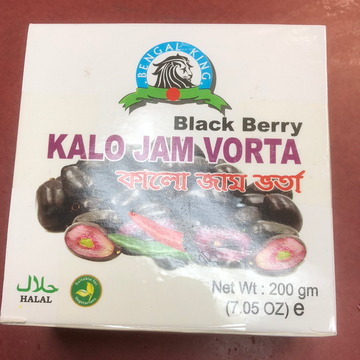 BENGAL KING
Black Berry
KALO JAM VORTA
কালো জাম ভর্তা
حلال
HALAL
Net Wt : 200 gm
(7.05 OZ) e